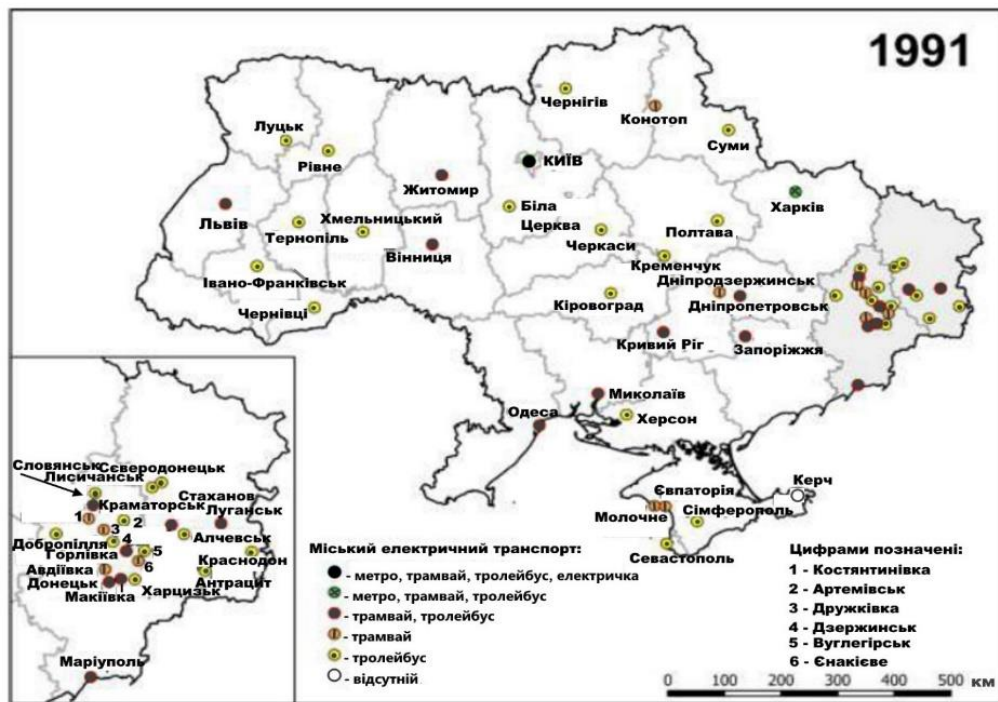 1991
Чернігів
Конотоп
Суми
Луцьк
Рівне
КИЇВ
Житомир
Харків
Львів
Тернопіль
Хмельницький
Біла
Церква
Черкаси
Полтава
Вінниця
Івано-Франківськ
Кременчук
Дніпродзержинськ
Чернівці
Кіровоград
Дніпропетровськ
Кривий Ріг
Запоріжжя
Миколаїв
Одеса
Херсон
Керч
Євпаторія
Молочне
Сімферополь
Севастополь
Словянськ
Сєверодонецьк
Лисичанськ
Стаханов
Краматорськ
Луганськ
1
2
3
4
Добропілля
Алчевськ
Горлівка
5
6
Краснодон
Авдіївка
Антрацит
Донецьк
Харцизьк
Макіївка
Маріуполь
Міський електричний транспорт:
- метро, трамвай, тролейбус, електричка
- метро, трамвай, тролейбус
- трамвай, тролейбус
- трамвай
- тролейбус
- відсутній
Цифрами позначені:
1 - Костянтинівка
2 - Артемівськ
3 - Дружківка
4 - Дзержинськ
5 - Вуглегірськ
6 - Єнакієве
0 100 200 300 400 500 км